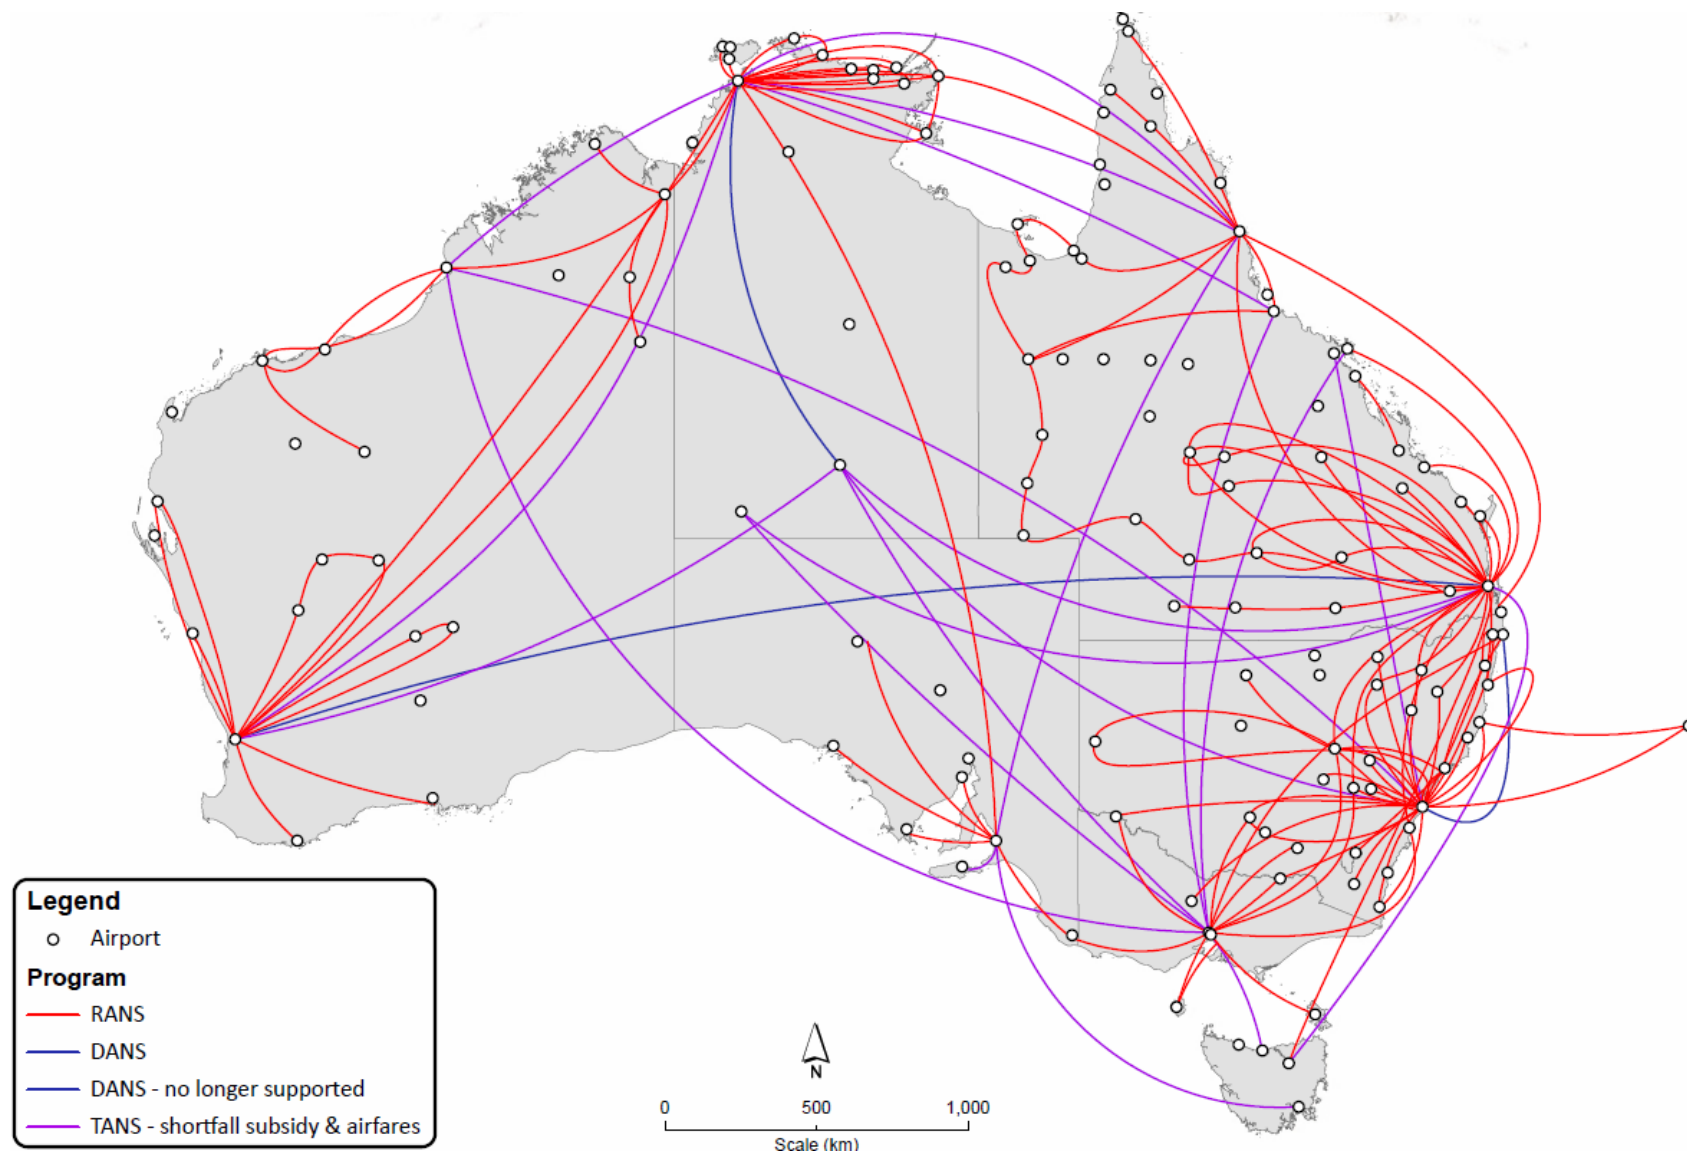 Legend
Airport
Program
RANS
DANS
DANS - no longer supported
TANS - shortfall subsidy & airfares
N
0 500 1,000
Scale (km)